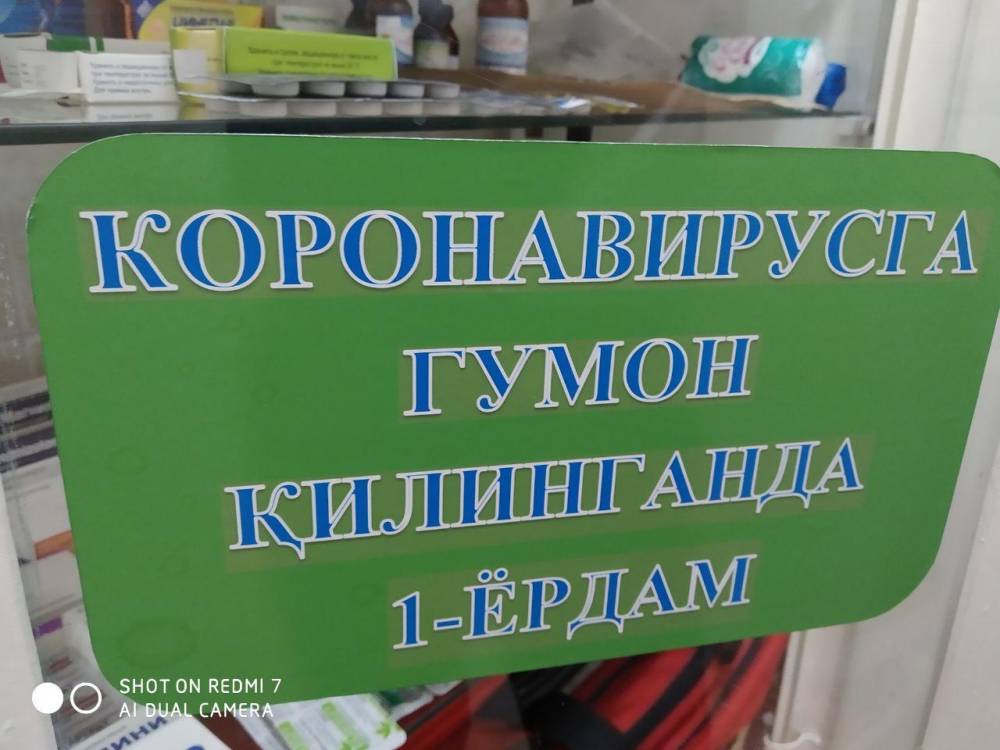 КОРОНАВИРУСГА
ГУМОН
ҚИЛИНГАНДА
1-ЁРДАМ
SHOT ON REDMI 7
AI DUAL CAMERA